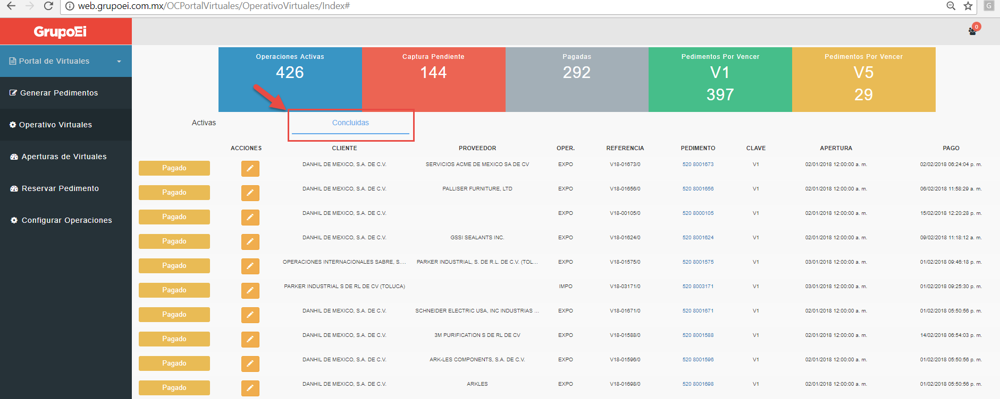 web.grupoei.com.mx/OCPortalVirtuales/OperativoVirtuales/Index#
G
GrupoEi
0
Portal de Virtuales
Generar Pedimentos
Operativo Virtuales
Aperturas de Virtuales
Reservar Pedimento
Configurar Operaciones
Operaciones Activas
426
Captura Pendiente
144
Pagadas
292
Pedimentos Por Vencer
V1
397
Pedimentos Por Vencer
V5
29
Activas Concluidas
ACCIONES CLIENTE PROVEEDOR OPER. REFERENCIA PEDIMENTO CLAVE APERTURA PAGO
Pagado DANHIL DE MEXICO, S.A. DE C.V. SERVICIOS ACME DE MEXICO SA DE CV EXPO V18-01673/0 520 8001673 V1 02/01/2018 12:00:00 a. m. 02/02/2018 06:24:04 p. m.
Pagado DANHIL DE MEXICO, S.A. DE C.V. PALLISER FURNITURE, LTD EXPO V18-01656/0 520 8001656 V1 02/01/2018 12:00:00 a. m. 06/02/2018 11:58:29 a. m.
Pagado DANHIL DE MEXICO, S.A. DE C.V. EXPO V18-00105/0 520 8000105 V1 02/01/2018 12:00:00 a. m. 15/02/2018 12:20:28 p. m.
Pagado DANHIL DE MEXICO, S.A. DE C.V. GSSI SEALANTS INC. EXPO V18-01624/0 520 8001624 V1 02/01/2018 12:00:00 a. m. 09/02/2018 11:18:12 a. m.
Pagado OPERACIONES INTERNACIONALES SABRE, S.... PARKER INDUSTRIAL, S. DE R.L. DE C.V. (TOL... EXPO V18-01575/0 520 8001575 V1 03/01/2018 12:00:00 a. m. 01/02/2018 09:46:18 p. m.
Pagado PARKER INDUSTRIAL S DE RL DE CV (TOLUCA) IMPO V18-03171/0 520 8003171 V1 03/01/2018 12:00:00 a. m. 01/02/2018 09:25:30 p. m.
Pagado DANHIL DE MEXICO, S.A. DE C.V. SCHNEIDER ELECTRIC USA, INC INDUSTRIAS ... EXPO V18-01671/0 520 8001671 V1 02/01/2018 12:00:00 a. m. 01/02/2018 05:50:56 p. m.
Pagado DANHIL DE MEXICO, S.A. DE C.V. 3M PURIFICATION S DE RL DE CV EXPO V18-01588/0 520 8001588 V1 02/01/2018 12:00:00 a. m. 14/02/2018 06:54:03 p. m.
Pagado DANHIL DE MEXICO, S.A. DE C.V. ARK-LES COMPONENTS, S.A. DE C.V. EXPO V18-01596/0 520 8001596 V1 02/01/2018 12:00:00 a. m. 01/02/2018 05:50:56 p. m.
Pagado DANHIL DE MEXICO, S.A. DE C.V. ARKLES EXPO V18-01698/0 520 8001698 V1 02/01/2018 12:00:00 a. m. 01/02/2018 05:50:56 p. m.